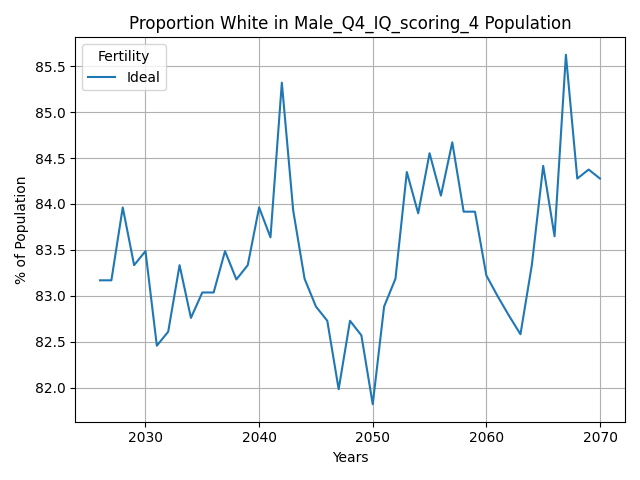 Proportion White in Male_Q4_IQ_scoring_4 Population
Fertility
Ideal
% of Population
85.5
85.0
84.5
84.0
83.5
83.0
82.5
82.0
2030 2040 2050 2060 2070
Years